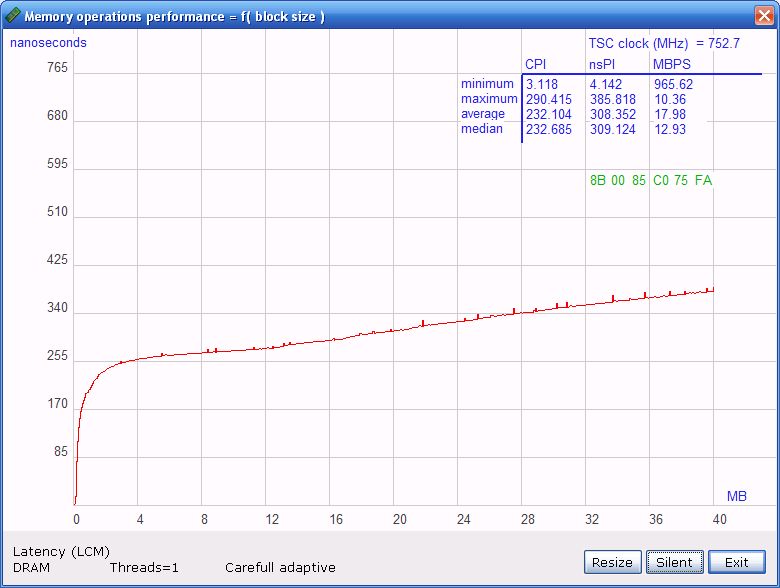 Memory operations performance = f( block size )
nanoseconds
TSC clock (MHz) = 752.7
CPI nsPI MBPS
minimum 3.118 4.142 965.62
maximum 290.415 385.818 10.36
average 232.104 308.352 17.98
median 232.685 309.124 12.93
8B 00 85 C0 75 FA
765
680
595
510
425
340
255
170
85
MB
0 4 8 12 16 20 24 28 32 36 40
Latency (LCM)
DRAM Threads=1 Carefull adaptive
Resize Silent Exit